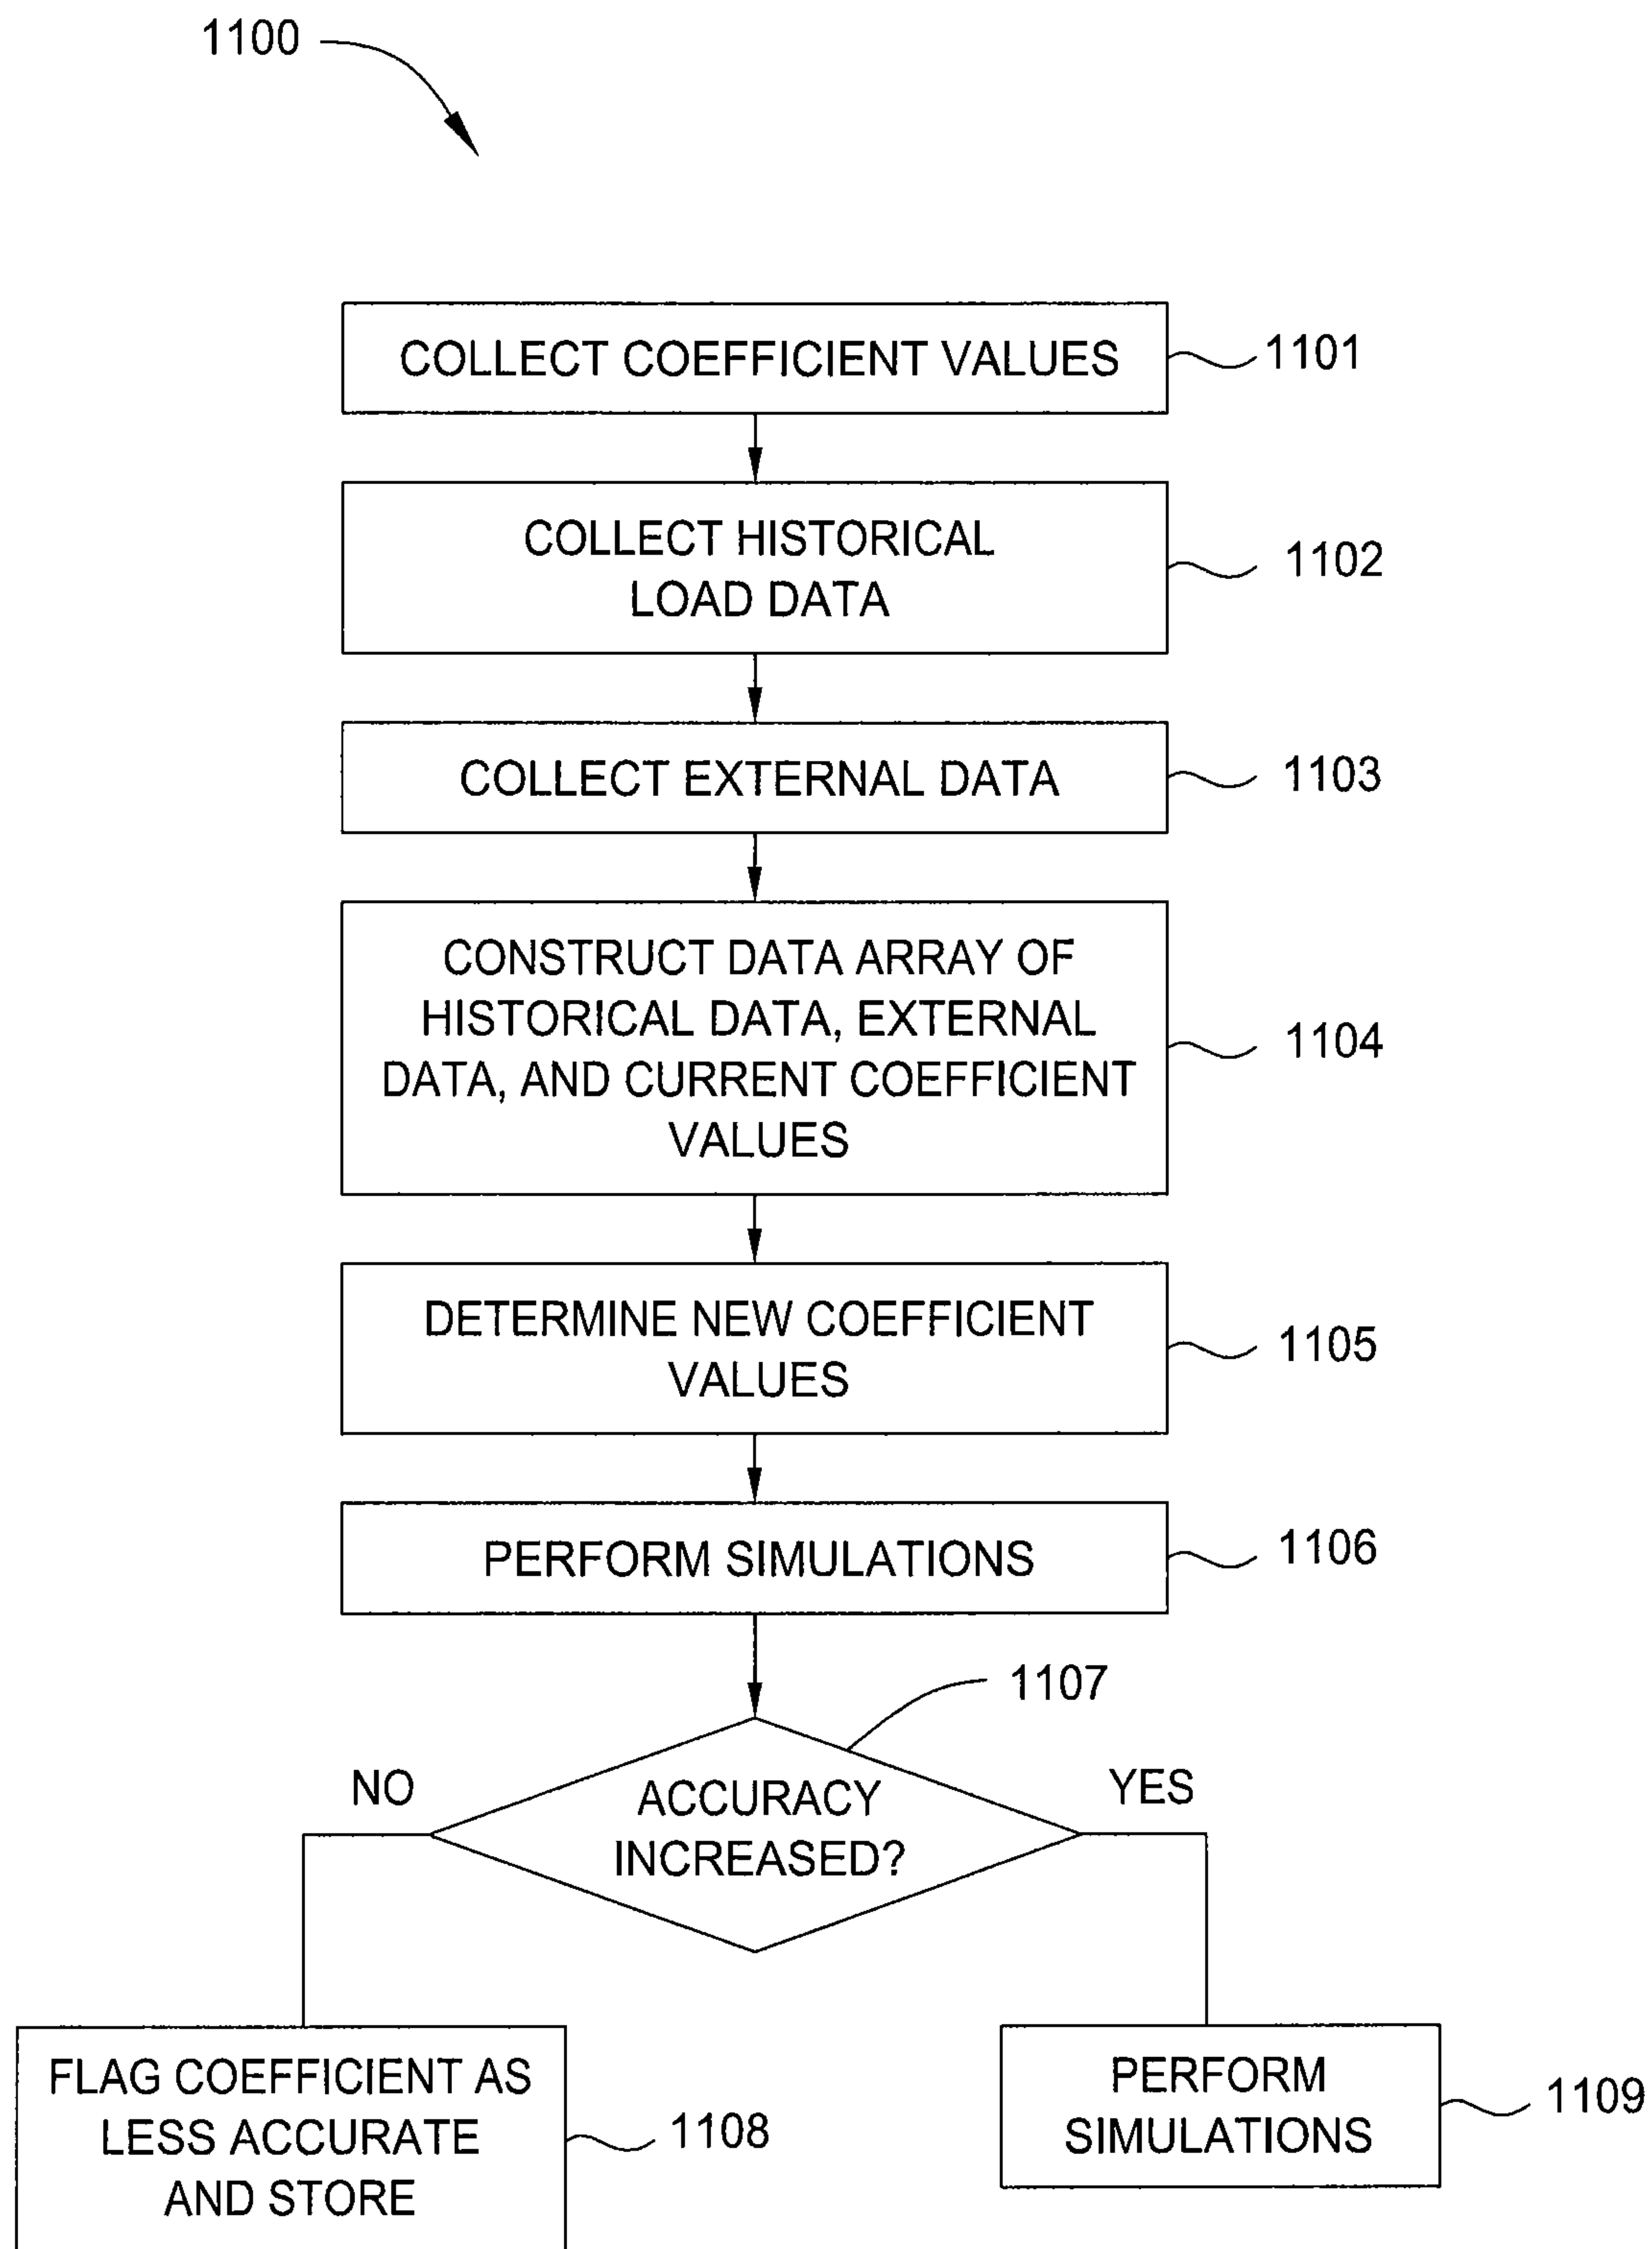 1100
COLLECT COEFFICIENT VALUES
1101
COLLECT HISTORICAL
LOAD DATA
1102
COLLECT EXTERNAL DATA
1103
CONSTRUCT DATA ARRAY OF
HISTORICAL DATA, EXTERNAL
DATA, AND CURRENT COEFFICIENT
VALUES
1104
DETERMINE NEW COEFFICIENT
VALUES
1105
PERFORM SIMULATIONS
1106
1107
NO
ACCURACY
INCREASED?
YES
FLAG COEFFICIENT AS
LESS ACCURATE
AND STORE
1108
PERFORM
SIMULATIONS
1109